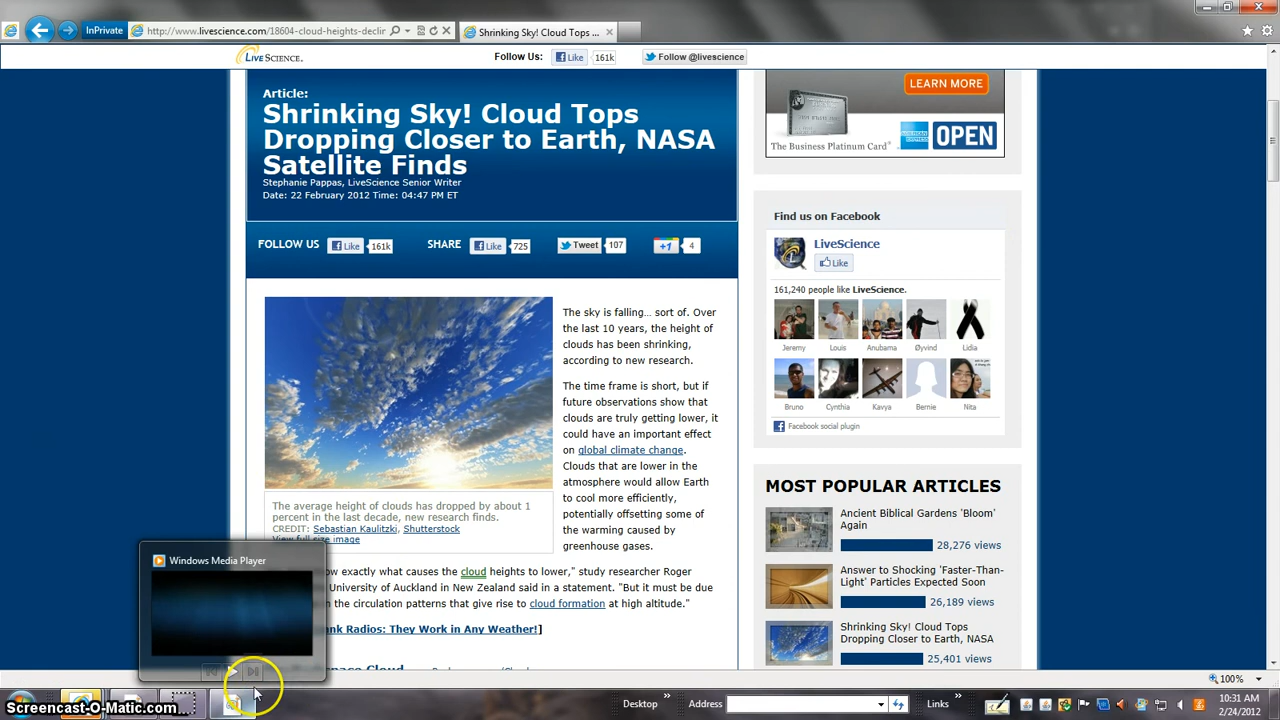 InPrivate
http://www.livescience.com/18604-cloud-heights-declir
Shrinking Sky! Cloud Tops ...
LIVESCIENCE.
Follow Us:
Like
161k
Follow @livescience
Article:
Shrinking Sky! Cloud Tops
Dropping Closer to Earth, NASA
Satellite Finds
Stephanie Pappas, LiveScience Senior Writer
Date: 22 February 2012 Time: 04:47 PM ET
FOLLOW US
Like
161k
SHARE
Like
725
Tweet
107
+1
4
The sky is falling… sort of. Over
the last 10 years, the height of
clouds has been shrinking,
according to new research.
The time frame is short, but if
future observations show that
clouds are truly getting lower, it
could have an important effect
on global climate change.
Clouds that are lower in the
atmosphere would allow Earth
to cool more efficiently,
potentially offsetting some of
the warming caused by
greenhouse gases.
The average height of clouds has dropped by about 1
percent in the last decade, new research finds.
CREDIT: Sebastian Kaulitzki, Shutterstock
View full size image
ow exactly what causes the cloud heights to lower," study researcher Roger
University of Auckland in New Zealand said in a statement. "But it must be due
in the circulation patterns that give rise to cloud formation at high altitude."
nk Radios: They Work in Any Weather!]
LEARN MORE
OPEN
The Business Platinum Card®
Find us on Facebook
LiveScience
Like
161,240 people like LiveScience.
Jeremy Louis Anubama Øyvind Lidia
Bruno Cynthia Kavya Bernie Nita
Facebook social plugin
MOST POPULAR ARTICLES
Ancient Biblical Gardens 'Bloom'
Again
28,276 views
Answer to Shocking 'Faster-Than-
Light' Particles Expected Soon
26,189 views
Shrinking Sky! Cloud Tops
Dropping Closer to Earth, NASA
25,401 views
Windows Media Player
100%
Screencast-O-Matic.com
Desktop
Address
Links
10:31 AM
2/24/2012